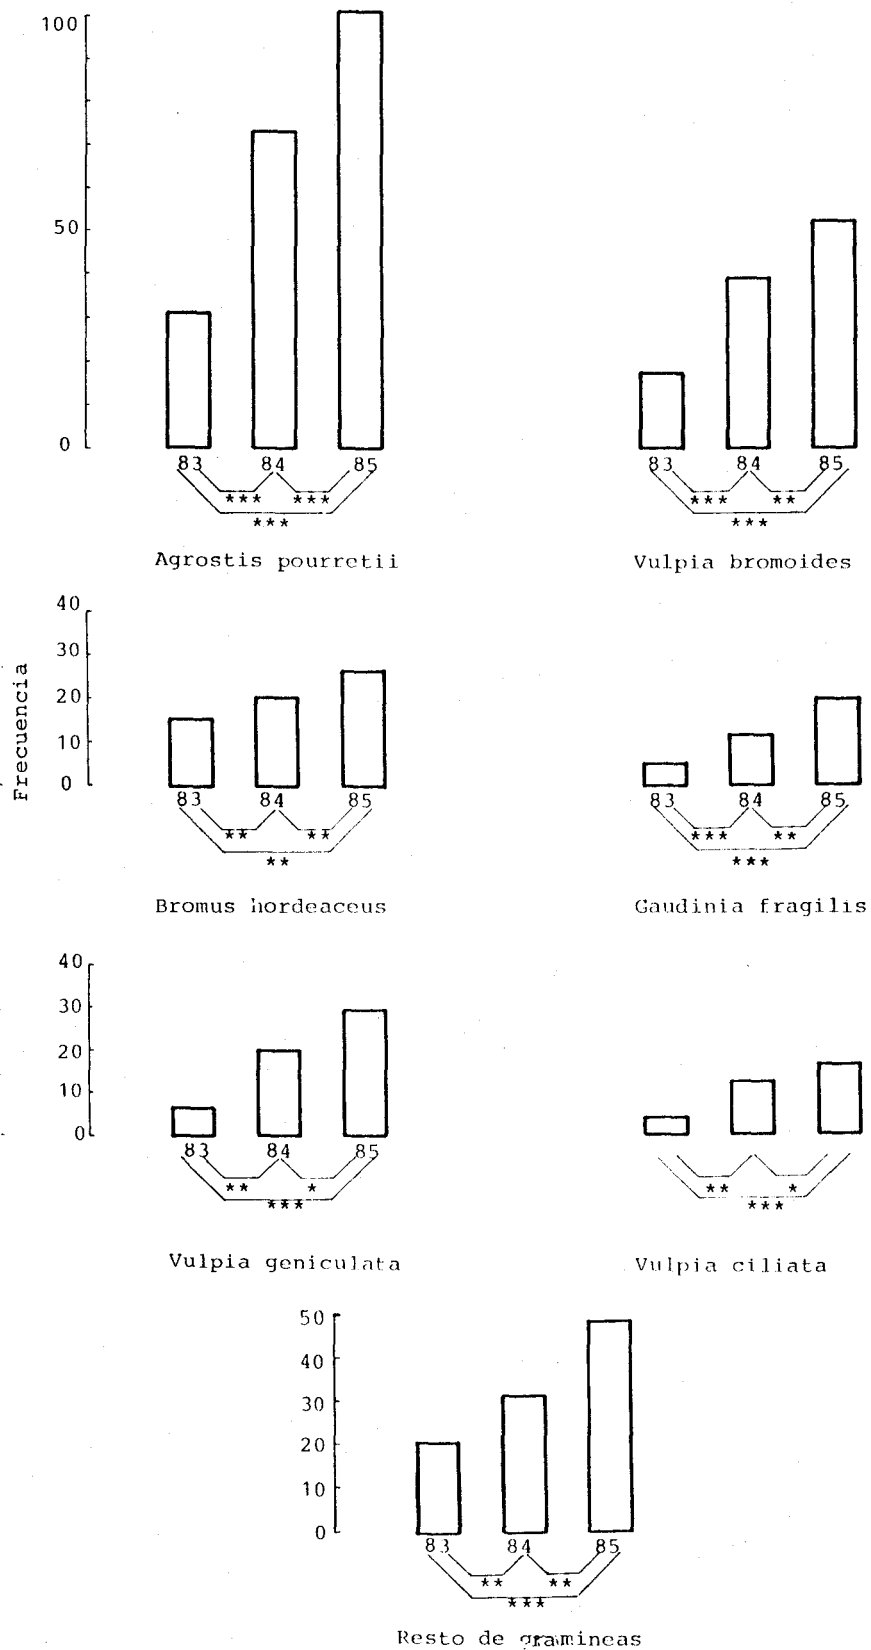 100
50
0
83 84 85
*** ***
***
Agrostis pourretii
83 84 85
*** **
***
Vulpia bromoides
Frecuencia
40
30
20
10
0
83 84 85
** **
**
Bromus hordeaceus
83 84 85
*** **
***
Gaudinia fragilis
40
30
20
10
0
83 84 85
** *
***
Vulpia geniculata
** *
***
Vulpia ciliata
50
40
30
20
10
0
83 84 85
** **
***
Resto de gramineas